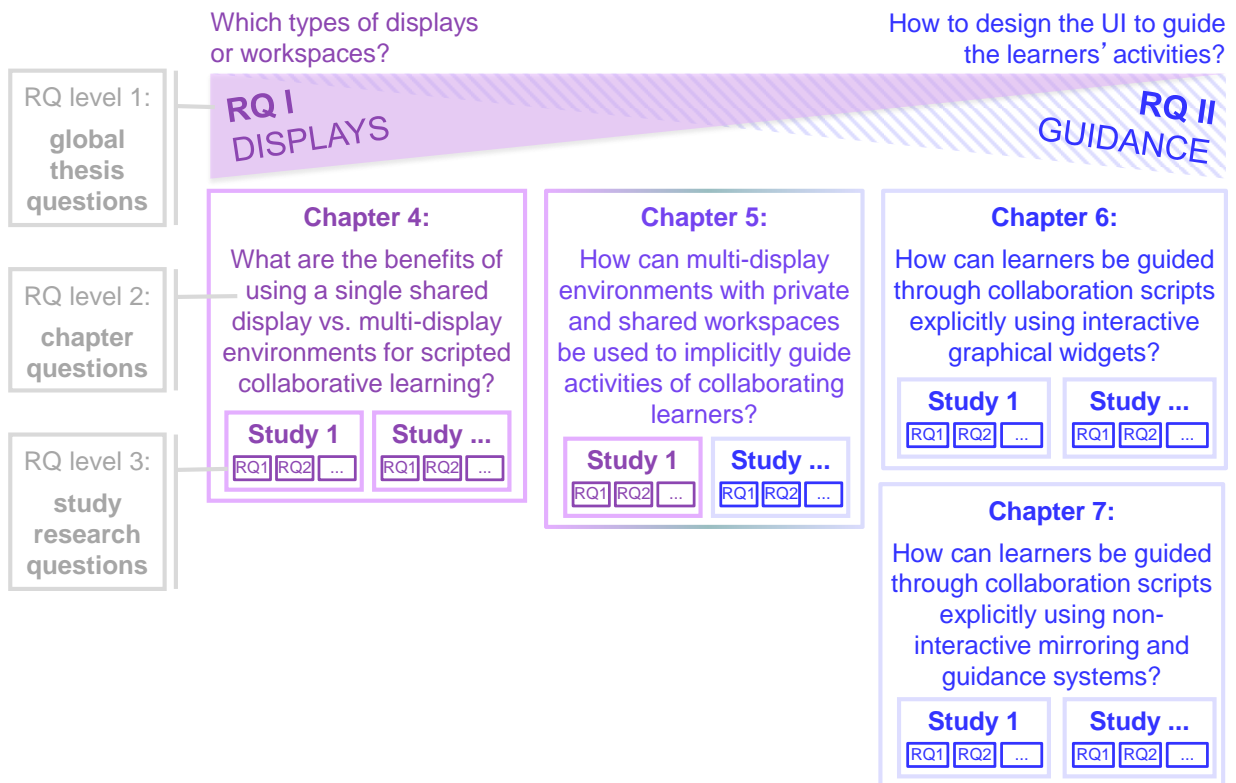 Which types of displays
or workspaces?
How to design the UI to guide
the learners’ activities?
RQ level 1:
global
thesis
questions
RQ I
DISPLAYS
RQ II
GUIDANCE
RQ level 2:
chapter
questions
RQ level 3:
study
research
questions
Chapter 4:
What are the benefits of
using a single shared
display vs. multi-display
environments for scripted
collaborative learning?
Study 1
RQ1 RQ2 ...
Study ...
RQ1 RQ2 ...
Chapter 5:
How can multi-display
environments with private
and shared workspaces
be used to implicitly guide
activities of collaborating
learners?
Study 1
RQ1 RQ2 ...
Study ...
RQ1 RQ2 ...
Chapter 6:
How can learners be guided
through collaboration scripts
explicitly using interactive
graphical widgets?
Study 1
RQ1 RQ2 ...
Study ...
RQ1 RQ2 ...
Chapter 7:
How can learners be guided
through collaboration scripts
explicitly using non-
interactive mirroring and
guidance systems?
Study 1
RQ1 RQ2 ...
Study ...
RQ1 RQ2 ...